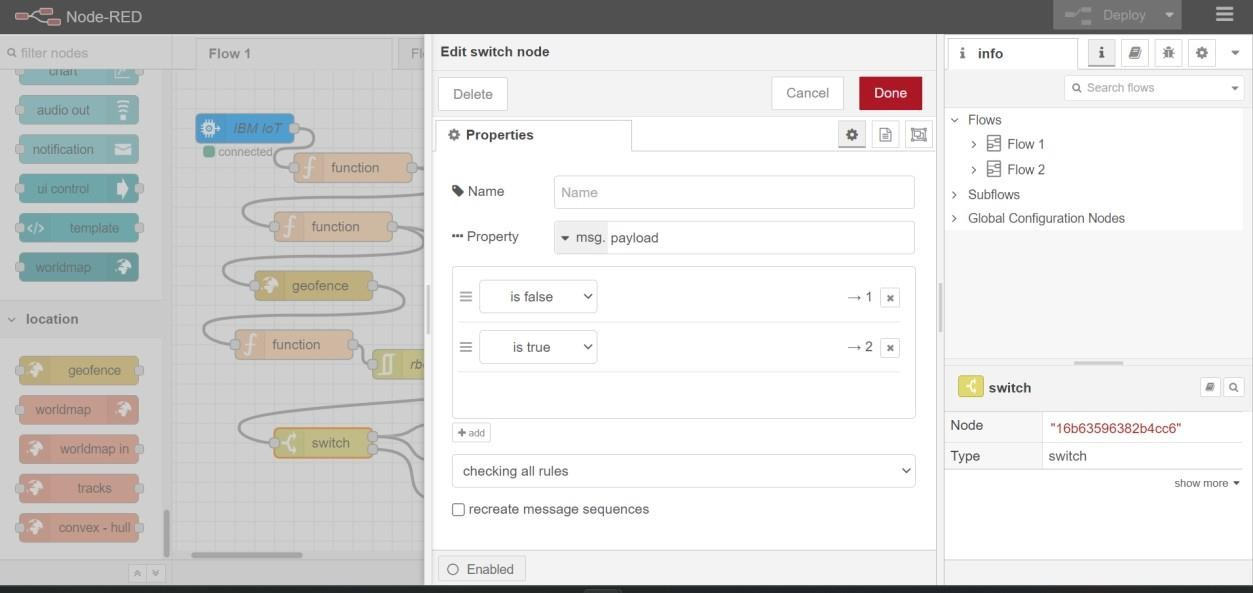 Node-RED
Deploy
filter nodes
chart
audio out
notification
ui control
template
worldmap
location
geofence
worldmap
worldmap in
tracks
convex - hull
Flow 1
Fl
IBM IoT
connected
function
function
geofence
function
rb
switch
Edit switch node
Delete
Cancel
Done
Properties
Name
Name
Property
msg. payload
is false
→ 1
is true
→ 2
add
checking all rules
recreate message sequences
Enabled
info
Search flows
Flows
Flow 1
Flow 2
Subflows
Global Configuration Nodes
switch
Node "16b63596382b4cc6"
Type switch
show more